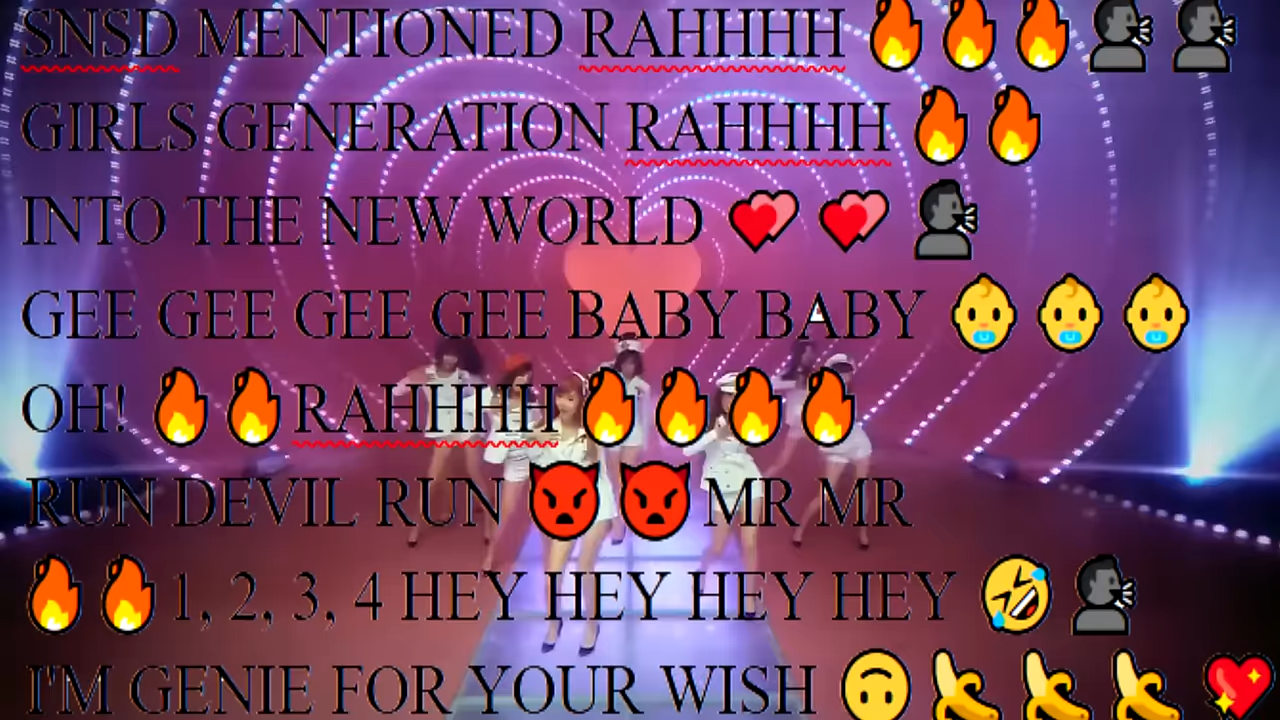 SNSD MENTIONED RAHHHH 🔥🔥🔥🗣️🗣️
GIRLS GENERATION RAHHHH 🔥🔥
INTO THE NEW WORLD 💕💕🗣️
GEE GEE GEE GEE BABY BABY 👶👶👶
OH! 🔥🔥RAHHHH🔥🔥🔥🔥
RUN DEVIL RUN 👿👿MR MR
🔥🔥1, 2, 3, 4 HEY HEY HEY HEY 🤣🗣️
I'M GENIE FOR YOUR WISH 🙃🍌🍌🍌💖